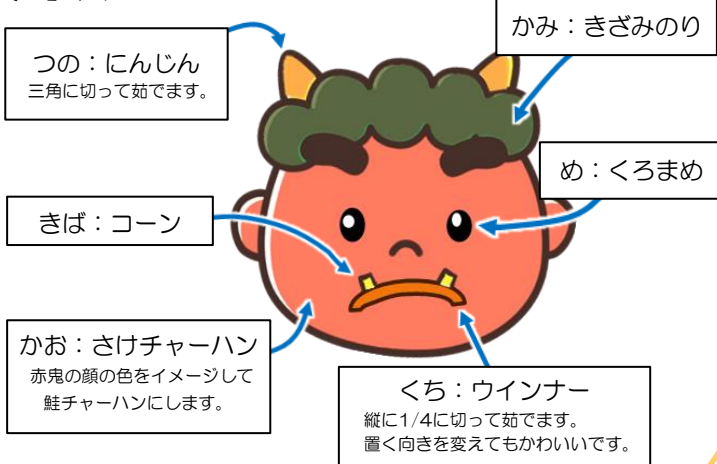 かみ：きざみのり
つの：にんじん
三角に切って茹でます。
め：くろまめ
きば：コーン
かお：さけチャーハン
赤鬼の顔の色をイメージして
鮭チャーハンにします。
くち：ウインナー
縦に1/4に切って茹でます。
置く向きを変えてもかわいいです。